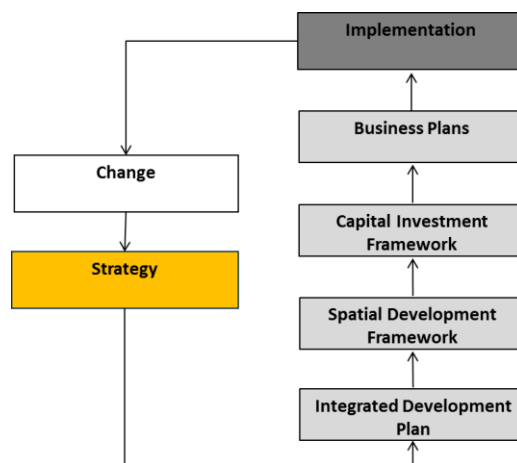 Implementation
Business Plans
Change
Capital Investment
Framework
Strategy
Spatial Development
Framework
Integrated Development
Plan